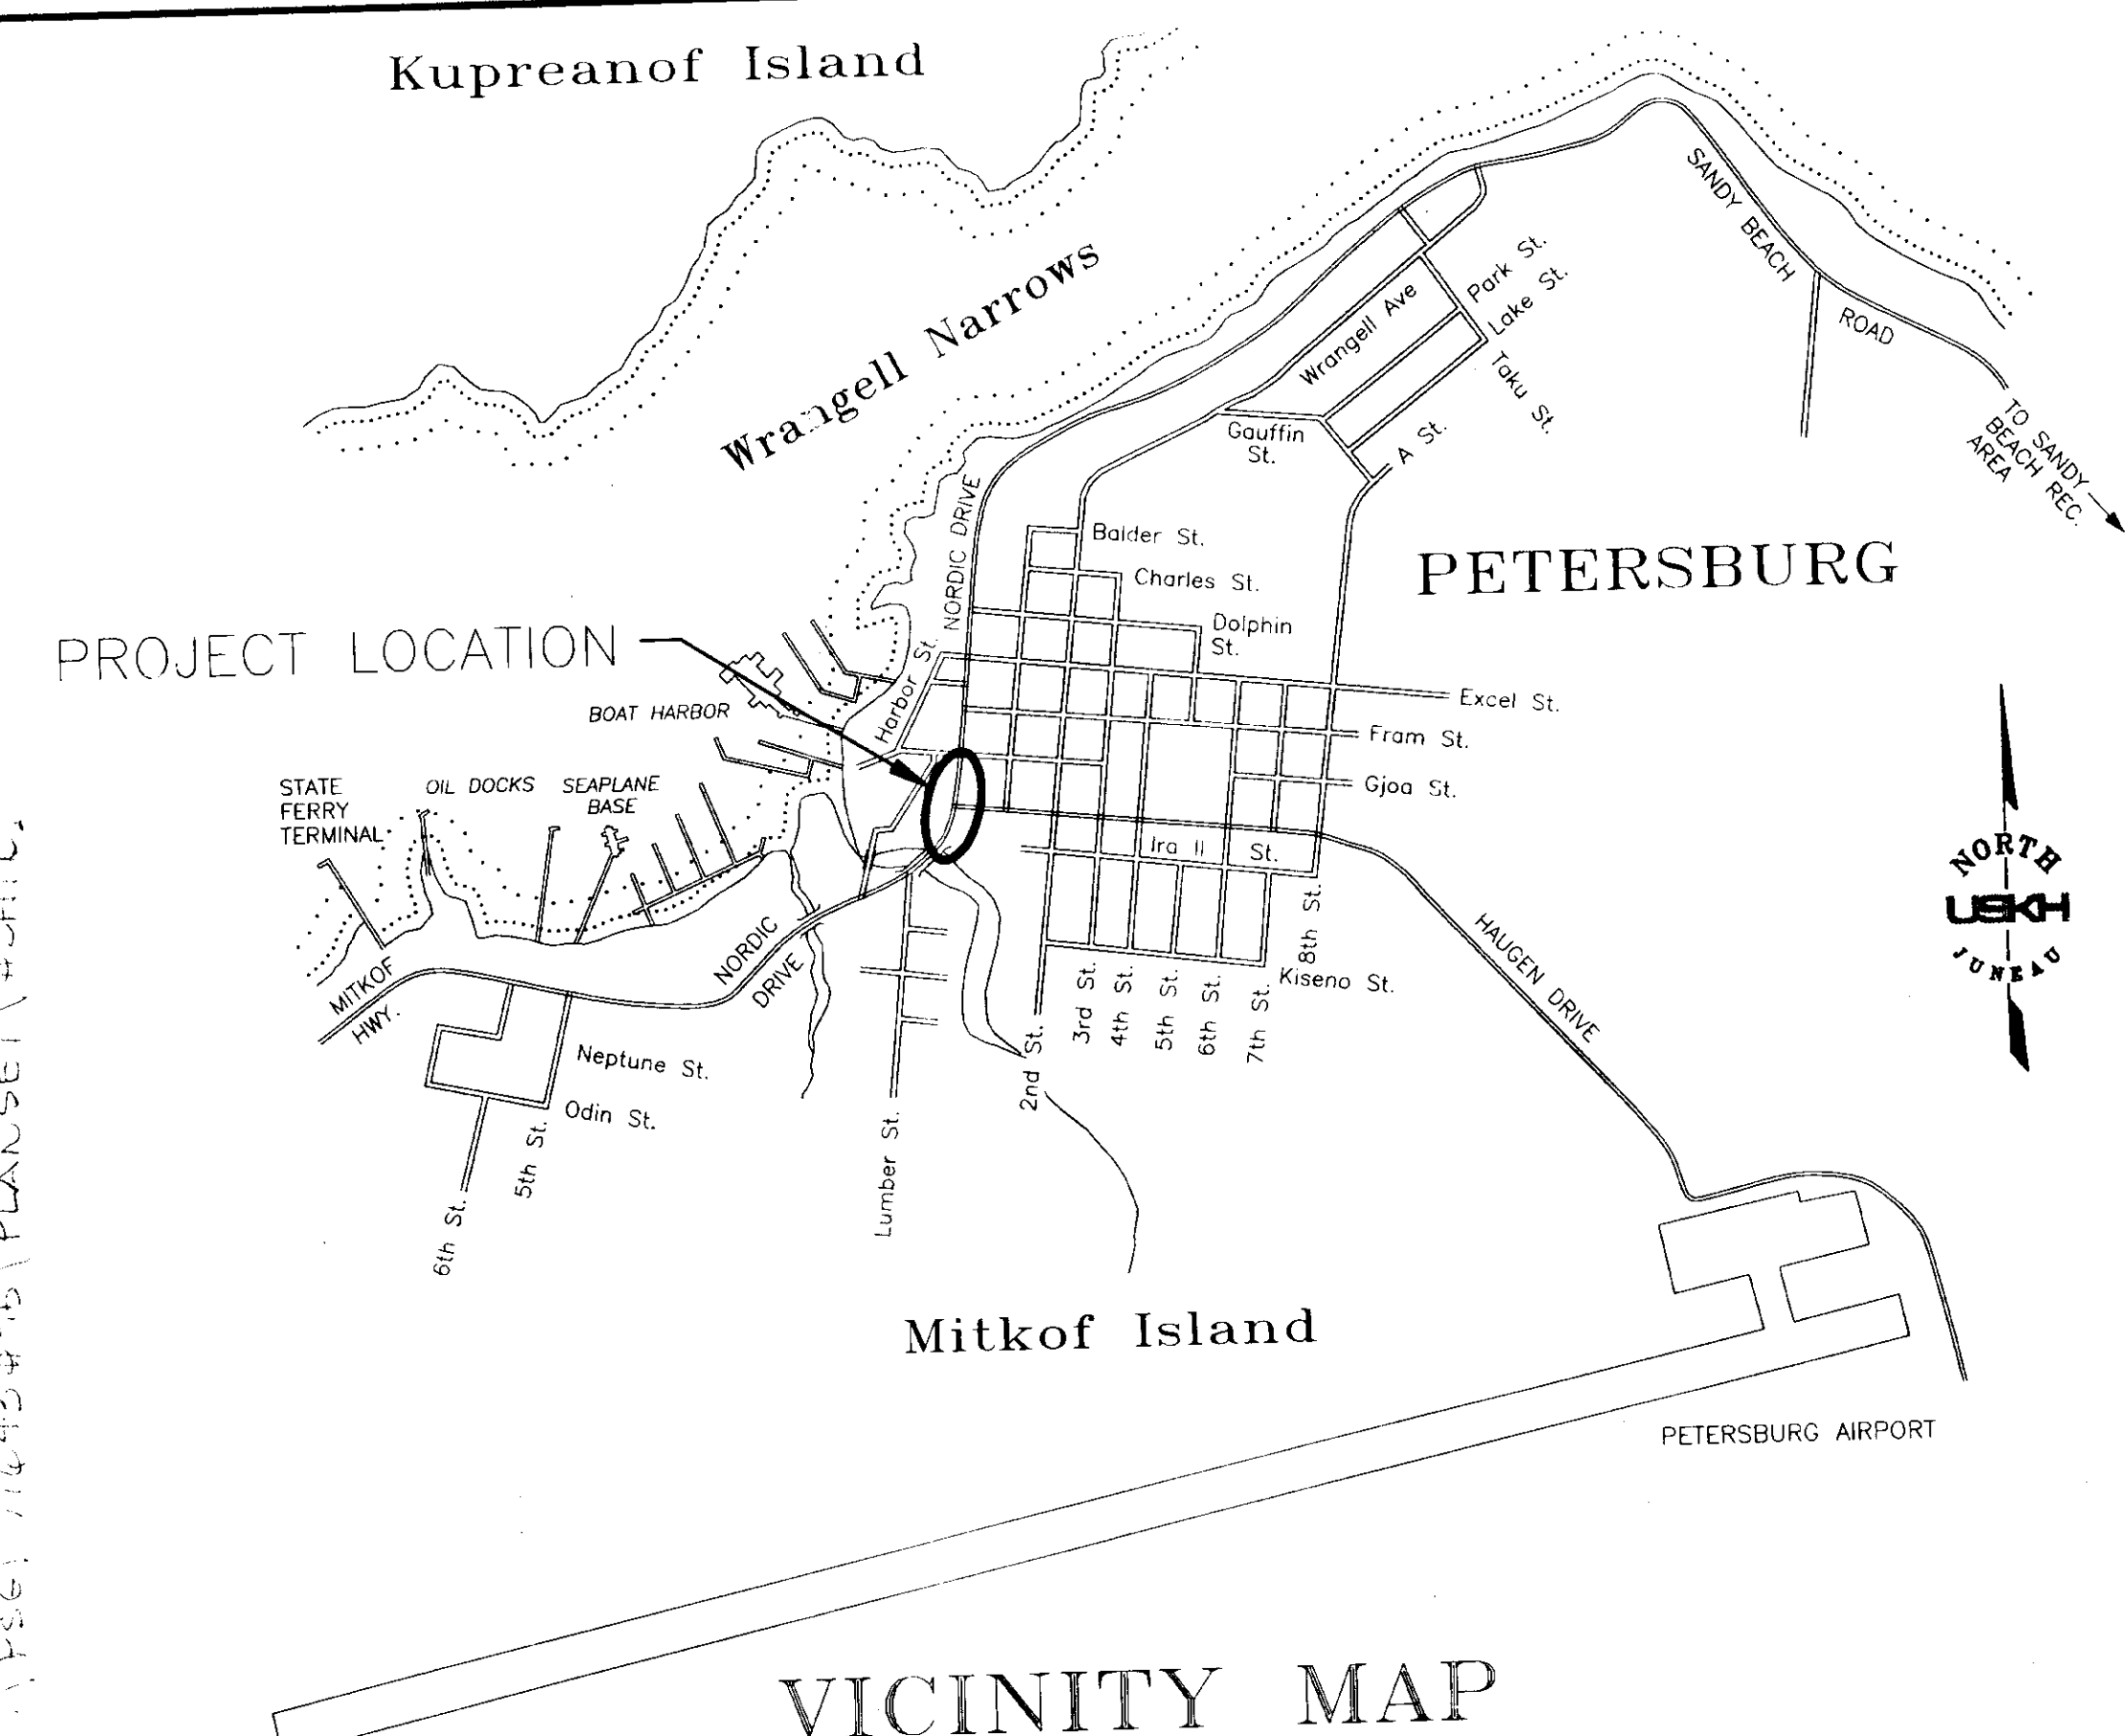 Kupreanof Island
Wrangell Narrows
SANDY BEACH
ROAD
TO SANDY
BEACH REC.
AREA
Park St.
Lake St.
Wrangell Ave
Taku St.
Gauffin
St.
A St.
NORDIC DRIVE
Balder St.
Charles St.
Dolphin
St.
PETERSBURG
PROJECT LOCATION
Harbor St.
BOAT HARBOR
Excel St.
Fram St.
Gjoa St.
STATE
FERRY
TERMINAL
OIL DOCKS
SEAPLANE
BASE
Ira II St.
NORTH
USKH
JUNEAU
MITKOF
HWY.
NORDIC
DRIVE
HAUGEN DRIVE
8th St.
Kiseno St.
2nd St.
3rd St.
4th St.
5th St.
6th St.
7th St.
Neptune St.
Odin St.
5th St.
6th St.
Lumber St.
Mitkof Island
PETERSBURG AIRPORT
VICINITY MAP